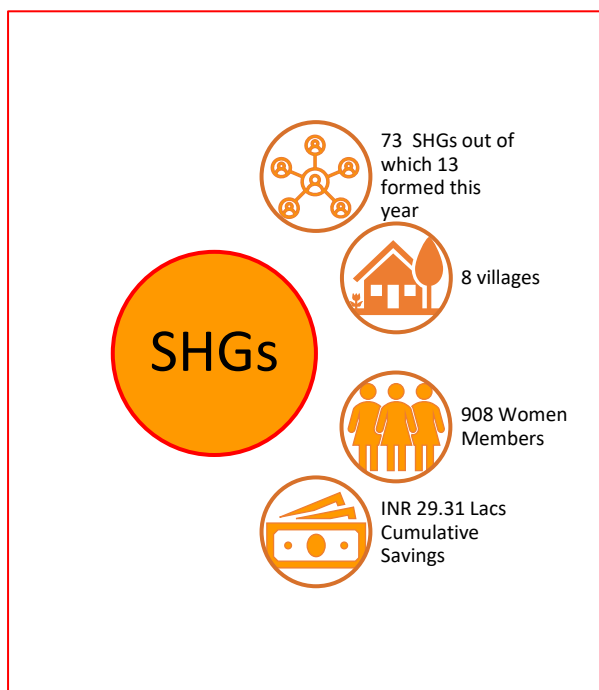 73 SHGs out of
which 13
formed this
year
8 villages
SHGs
908 Women
Members
INR 29.31 Lacs
Cumulative
Savings